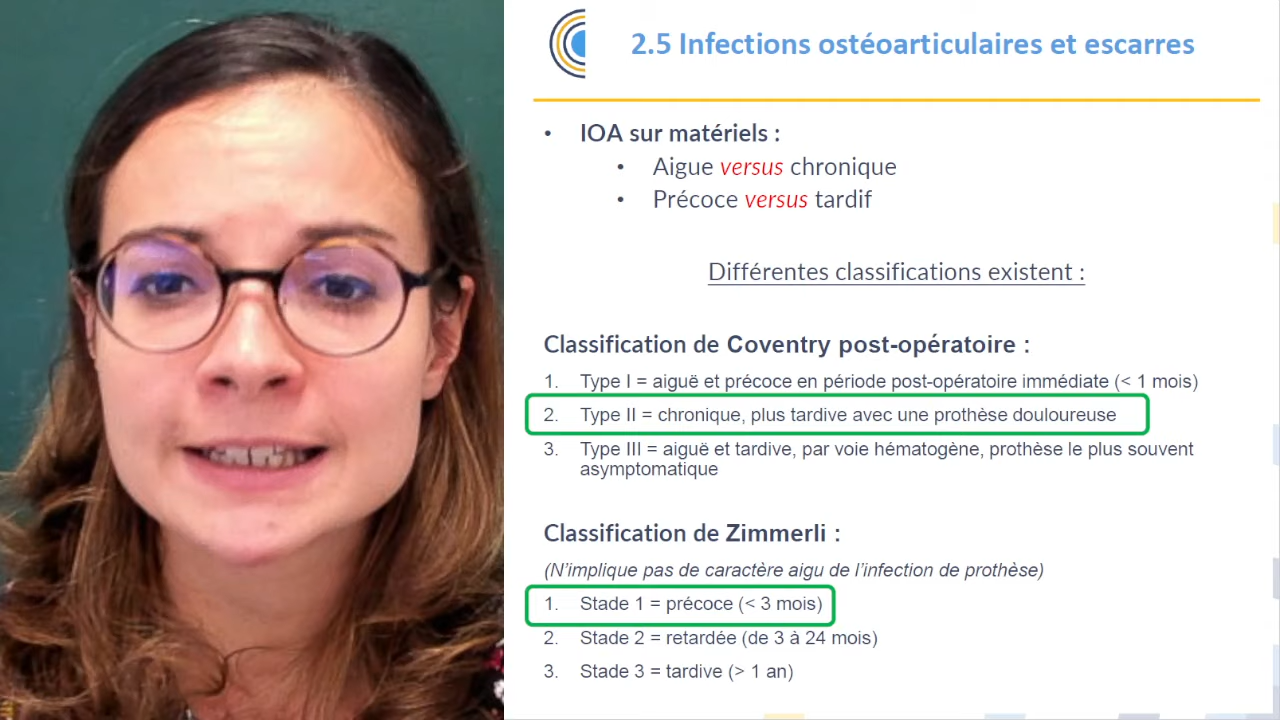 2.5 Infections ostéoarticulaires et escarres
• IOA sur matériels :
• Aigue versus chronique
• Précoce versus tardif
Différentes classifications existent :
Classification de Coventry post-opératoire :
1. Type I = aiguë et précoce en période post-opératoire immédiate (< 1 mois)
2. Type II = chronique, plus tardive avec une prothèse douloureuse
3. Type III = aiguë et tardive, par voie hématogène, prothèse le plus souvent
asymptomatique
Classification de Zimmerli :
(N'implique pas de caractère aigu de l'infection de prothèse)
1. Stade 1 = précoce (< 3 mois)
2. Stade 2 = retardée (de 3 à 24 mois)
3. Stade 3 = tardive (> 1 an)